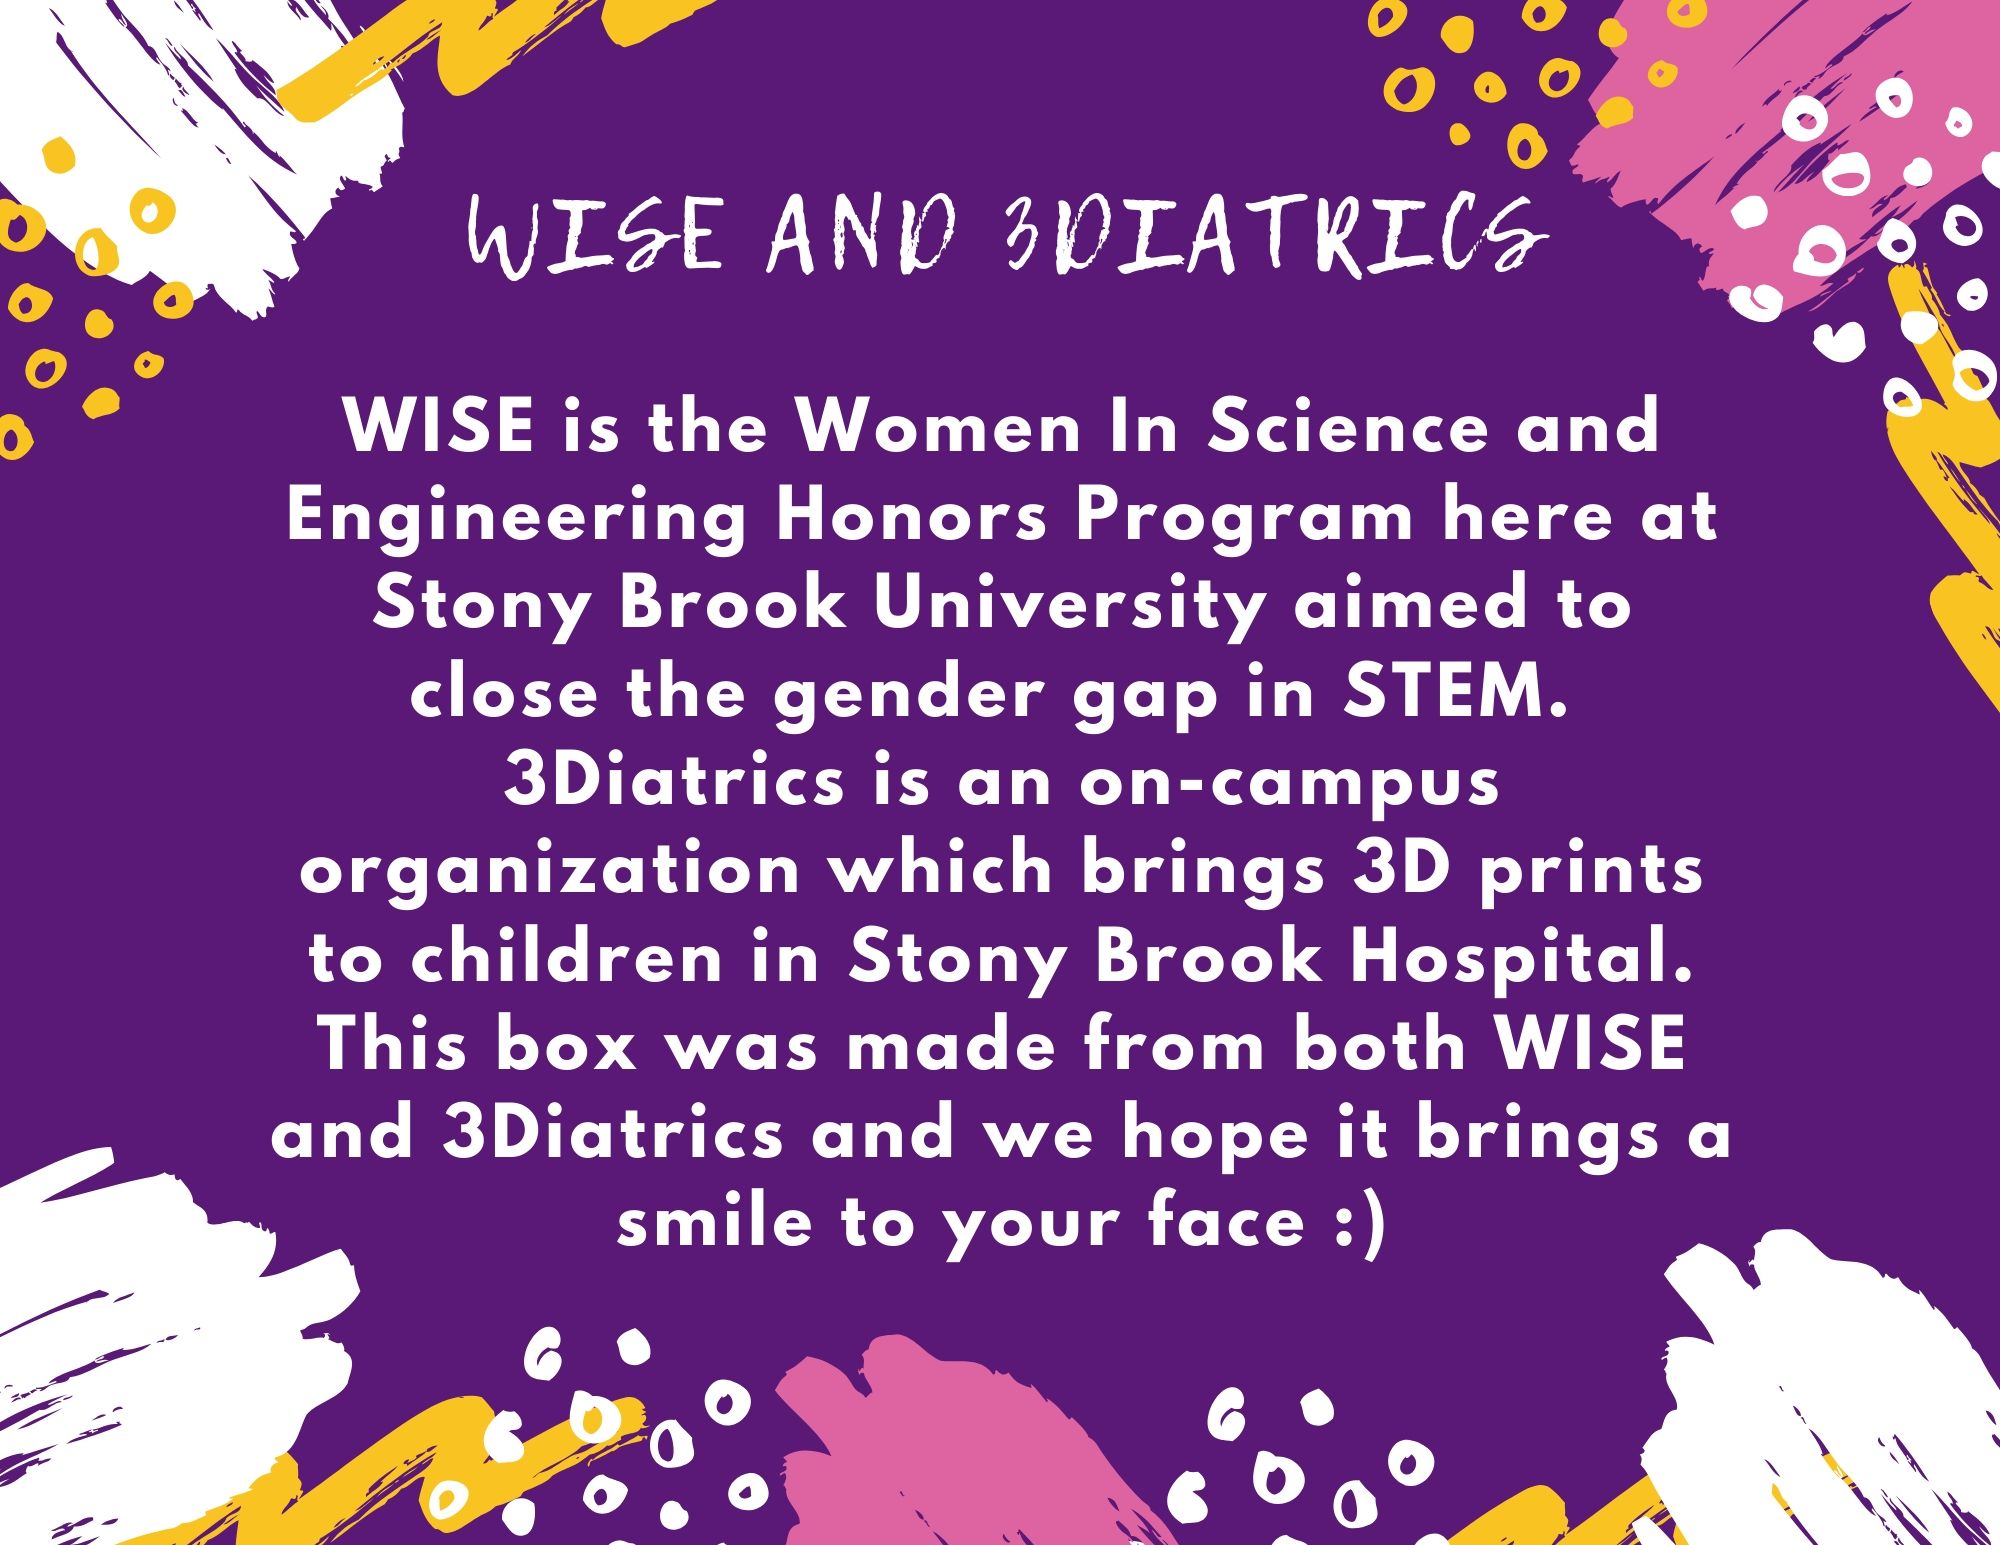 WISE AND 3DIATRICS
WISE is the Women In Science and
Engineering Honors Program here at
Stony Brook University aimed to
close the gender gap in STEM.
3Diatrics is an on-campus
organization which brings 3D prints
to children in Stony Brook Hospital.
This box was made from both WISE
and 3Diatrics and we hope it brings a
smile to your face :)